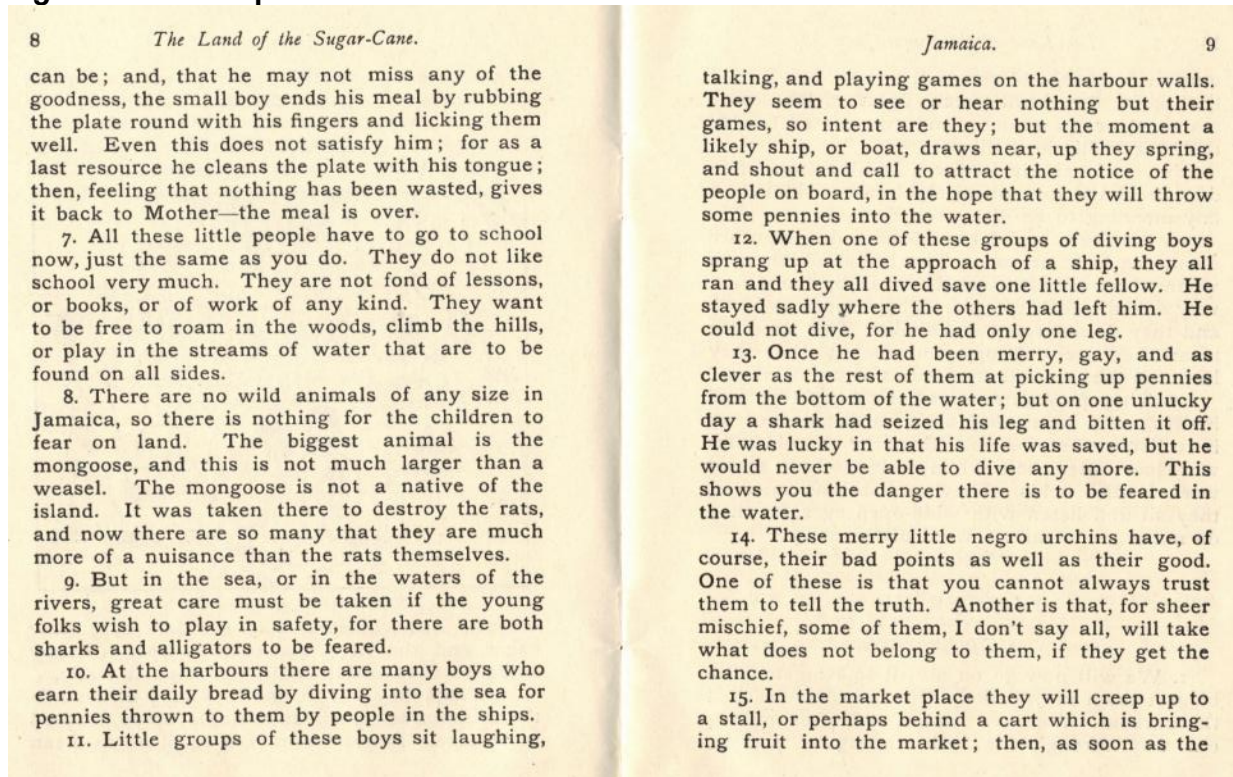 8 The Land of the Sugar-Cane.
can be; and, that he may not miss any of the
goodness, the small boy ends his meal by rubbing
the plate round with his fingers and licking them
well. Even this does not satisfy him; for as a
last resource he cleans the plate with his tongue;
then, feeling that nothing has been wasted, gives
it back to Mother—the meal is over.
7. All these little people have to go to school
now, just the same as you do. They do not like
school very much. They are not fond of lessons,
or books, or of work of any kind. They want
to be free to roam in the woods, climb the hills,
or play in the streams of water that are to be
found on all sides.
8. There are no wild animals of any size in
Jamaica, so there is nothing for the children to
fear on land. The biggest animal is the
mongoose, and this is not much larger than a
weasel. The mongoose is not a native of the
island. It was taken there to destroy the rats,
and now there are so many that they are much
more of a nuisance than the rats themselves.
9. But in the sea, or in the waters of the
rivers, great care must be taken if the young
folks wish to play in safety, for there are both
sharks and alligators to be feared.
10. At the harbours there are many boys who
earn their daily bread by diving into the sea for
pennies thrown to them by people in the ships.
11. Little groups of these boys sit laughing,
Jamaica. 9
talking, and playing games on the harbour walls.
They seem to see or hear nothing but their
games, so intent are they; but the moment a
likely ship, or boat, draws near, up they spring,
and shout and call to attract the notice of the
people on board, in the hope that they will throw
some pennies into the water.
12. When one of these groups of diving boys
sprang up at the approach of a ship, they all
ran and they all dived save one little fellow. He
stayed sadly where the others had left him. He
could not dive, for he had only one leg.
13. Once he had been merry, gay, and as
clever as the rest of them at picking up pennies
from the bottom of the water; but on one unlucky
day a shark had seized his leg and bitten it off.
He was lucky in that his life was saved, but he
would never be able to dive any more. This
shows you the danger there is to be feared in
the water.
14. These merry little negro urchins have, of
course, their bad points as well as their good.
One of these is that you cannot always trust
them to tell the truth. Another is that, for sheer
mischief, some of them, I don't say all, will take
what does not belong to them, if they get the
chance.
15. In the market place they will creep up to
a stall, or perhaps behind a cart which is bring-
ing fruit into the market; then, as soon as the